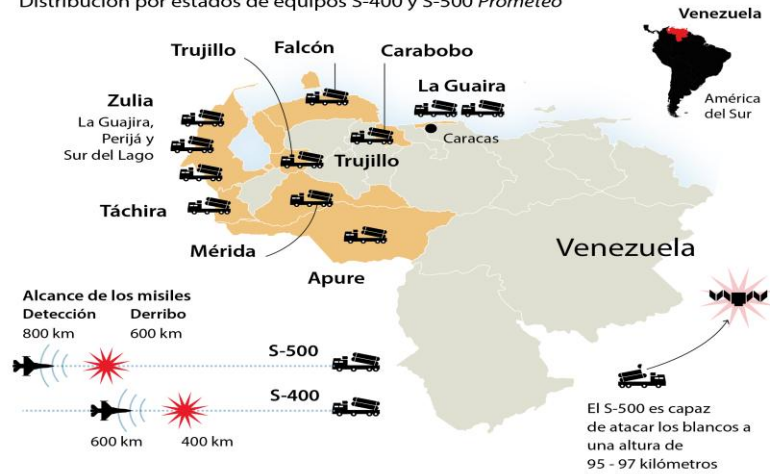 Distribución por estados de equipos S-400 y S-500 Prometeo
Venezuela
América
del Sur
Trujillo
Falcón
Carabobo
La Guaira
Zulia
La Guajira,
Perijá y
Sur del Lago
Caracas
Trujillo
Táchira
Mérida
Apure
Venezuela
Alcance de los misiles
Detección Derribo
800 km 600 km
S-500
S-400
600 km 400 km
El S-500 es capaz
de atacar los blancos a
una altura de
95 - 97 kilómetros